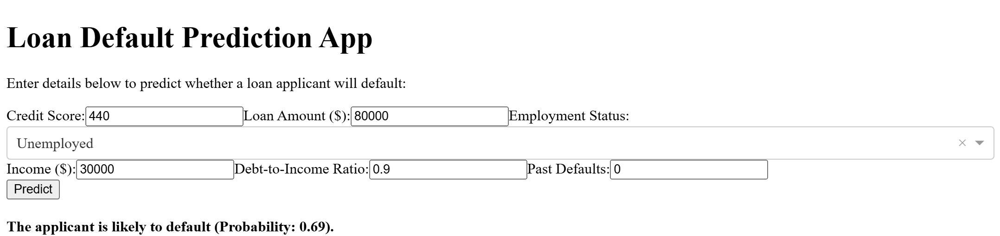 Loan Default Prediction App
Enter details below to predict whether a loan applicant will default:
Credit Score: 440 Loan Amount ($): 80000 Employment Status:
Unemployed
Income ($): 30000 Debt-to-Income Ratio: 0.9 Past Defaults: 0
Predict
The applicant is likely to default (Probability: 0.69).